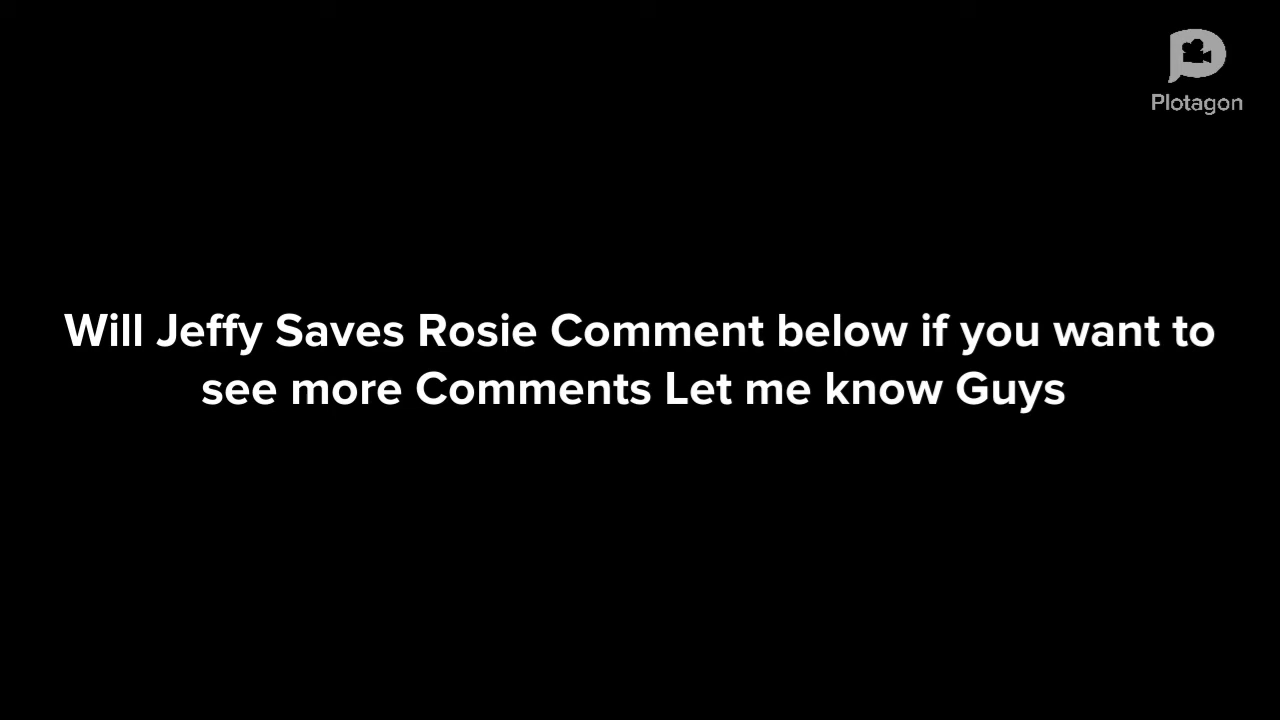 Plotagon
Will Jeffy Saves Rosie Comment below if you want to
see more Comments Let me know Guys